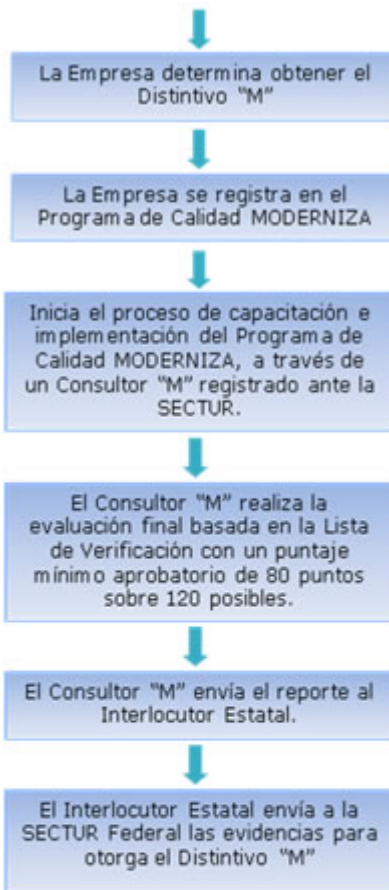 La Empresa determina obtener el
Distintivo "M"
La Empresa se registra en el
Programa de Calidad MODERNIZA
Inicia el proceso de capacitación e
implementación del Programa de
Calidad MODERNIZA, a través de
un Consultor "M" registrado ante la
SECTUR.
El Consultor "M" realiza la
evaluación final basada en la Lista
de Verificación con un puntaje
mínimo aprobatorio de 80 puntos
sobre 120 posibles.
El Consultor "M" envía el reporte al
Interlocutor Estatal.
El Interlocutor Estatal envía a la
SECTUR Federal las evidencias para
otorga el Distintivo "M"